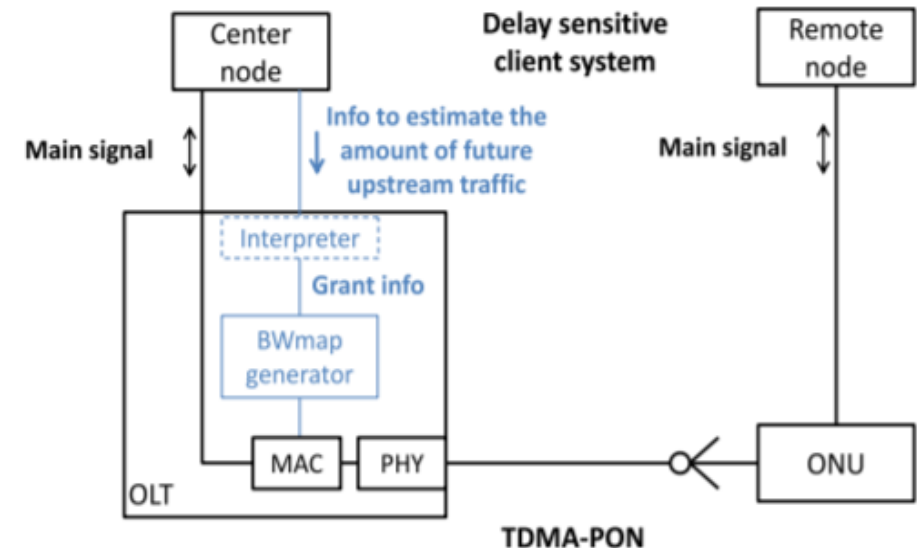 Center
node
Delay sensitive
client system
Remote
node
Main signal
Info to estimate the
amount of future
upstream traffic
Main signal
Interpreter
Grant info
BWmap
generator
MAC
PHY
ONU
OLT
TDMA-PON